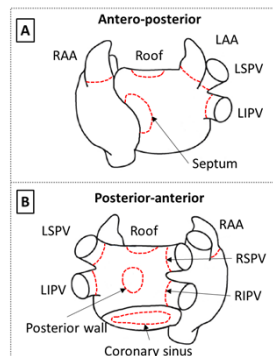 A
Antero-posterior
RAA
Roof
LAA
LSPV
LIPV
Septum
B
Posterior-anterior
LSPV
Roof
RAA
RSPV
LIPV
RIPV
Posterior wall
Coronary sinus